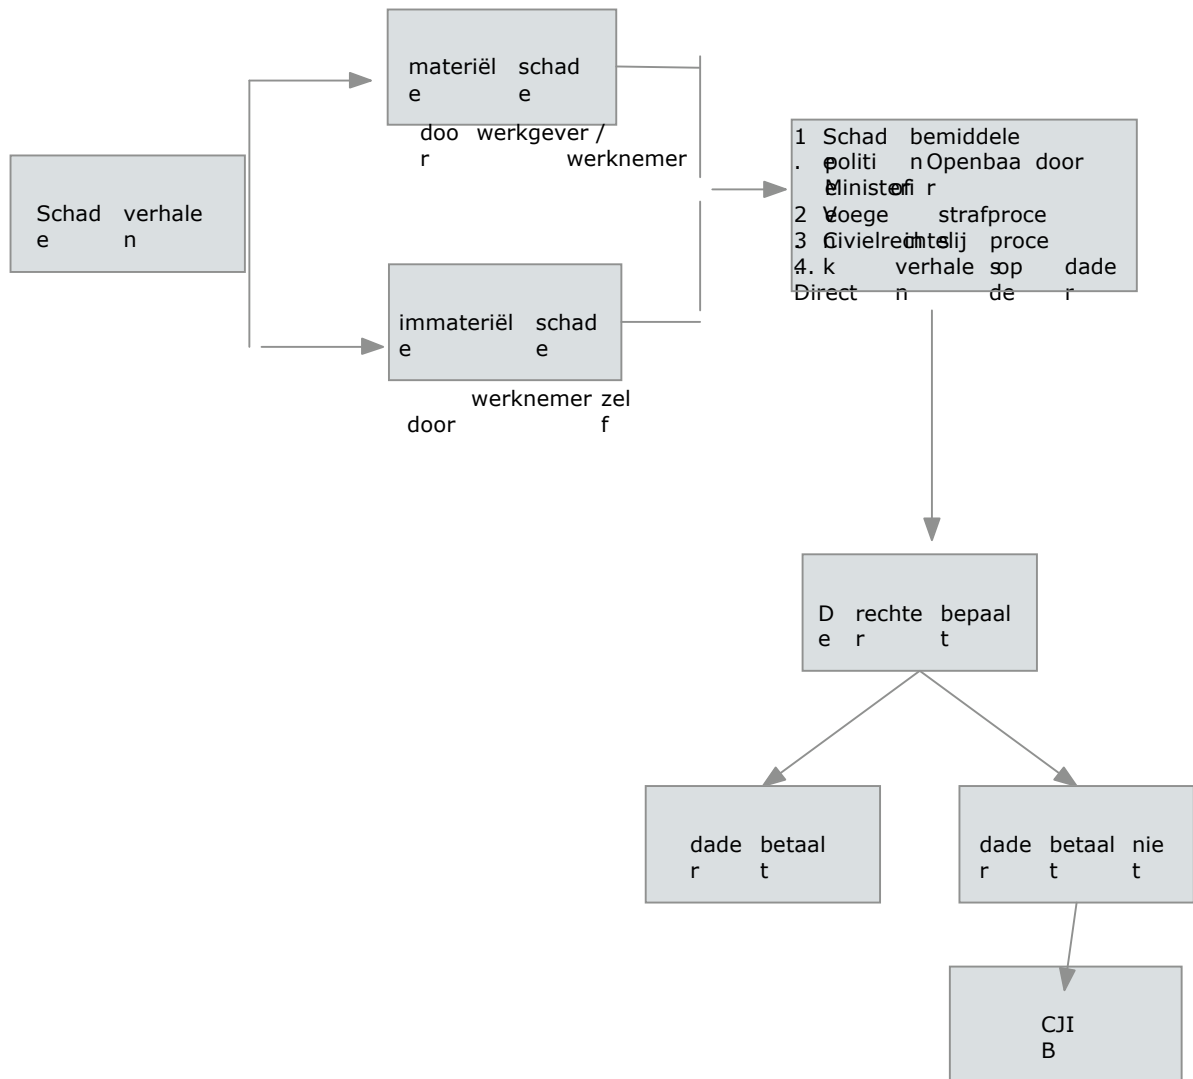 Schade verhalen
materiële schade
door werkgever / werknemer
immateriële schade
door werknemer zelf
1. Schade bemiddelen door
politie of Openbaar
Ministerie
2. Voegen in strafproces
3. Civielrechtelijk proces
4. Direct verhalen op de dader
De rechter bepaalt
dader betaalt
dader betaalt niet
CJIB